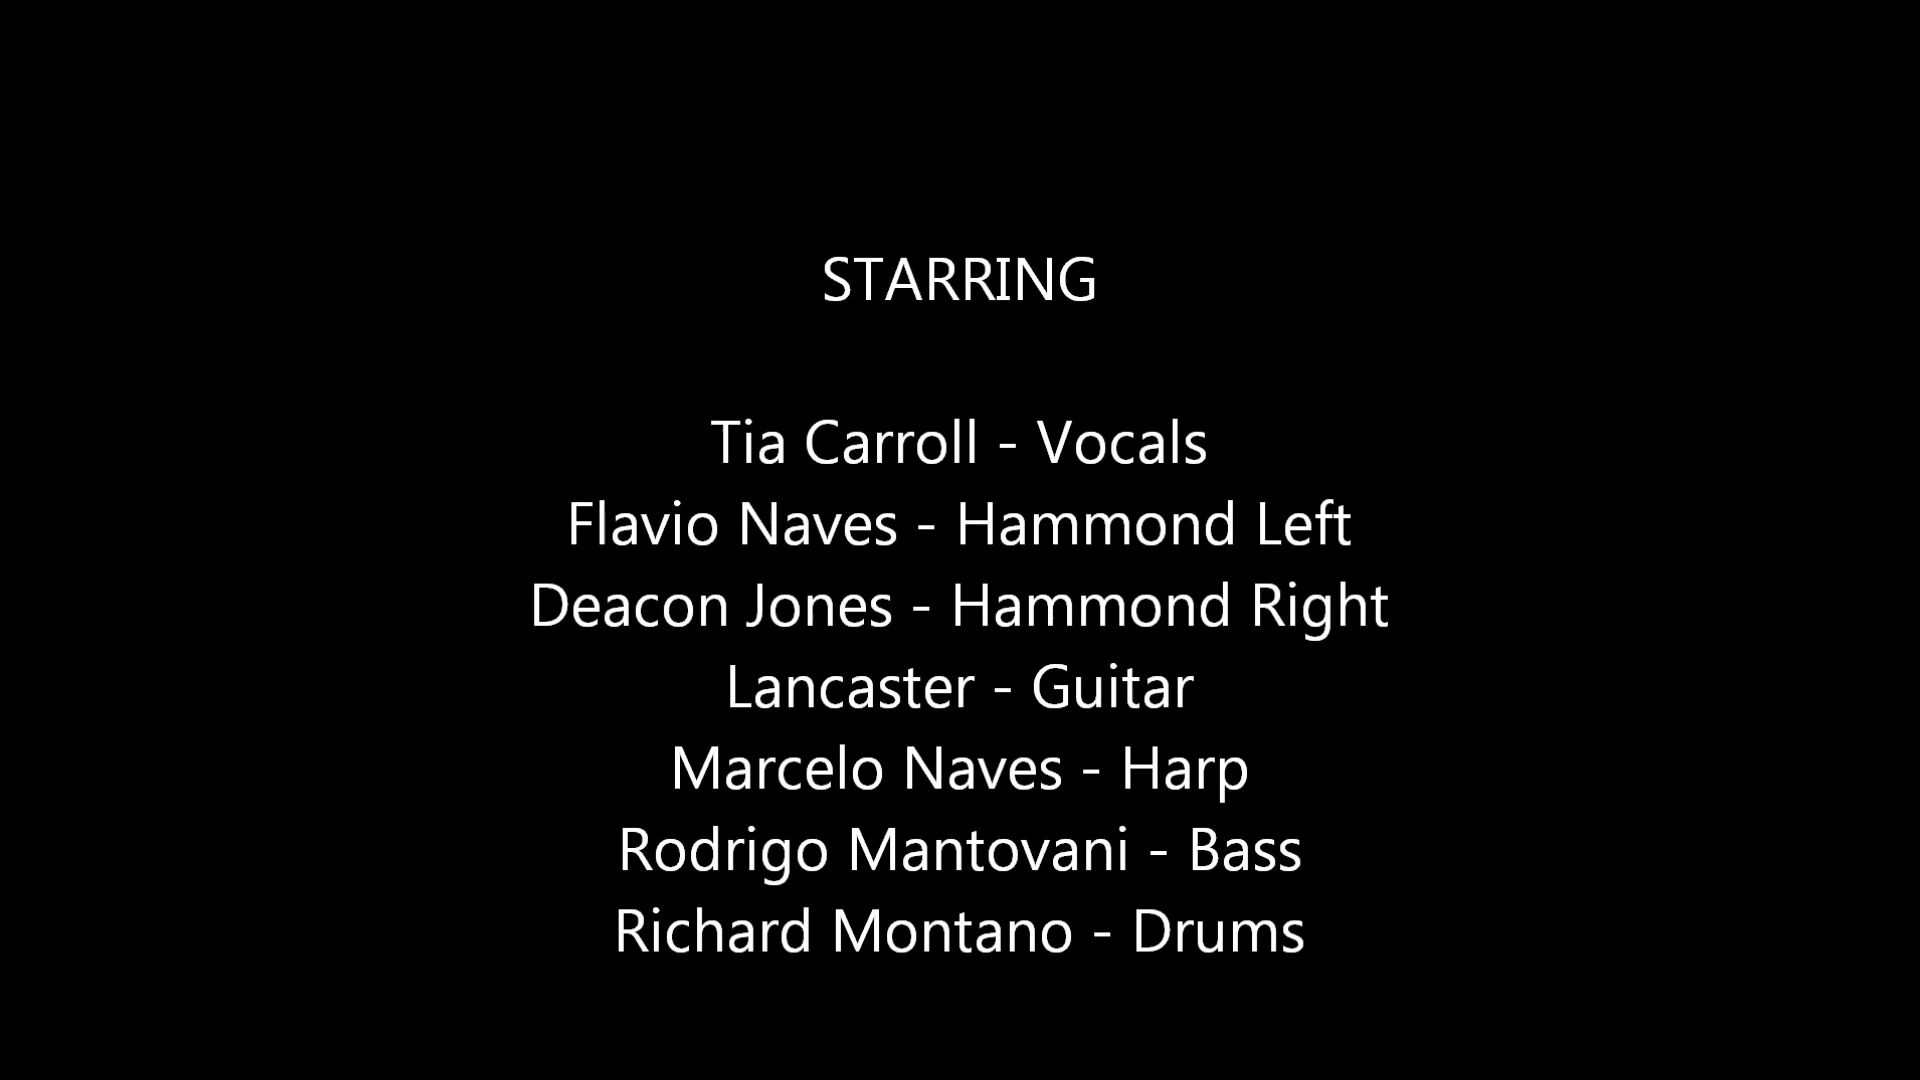 STARRING
Tia Carroll - Vocals
Flavio Naves - Hammond Left
Deacon Jones - Hammond Right
Lancaster - Guitar
Marcelo Naves - Harp
Rodrigo Mantovani - Bass
Richard Montano - Drums